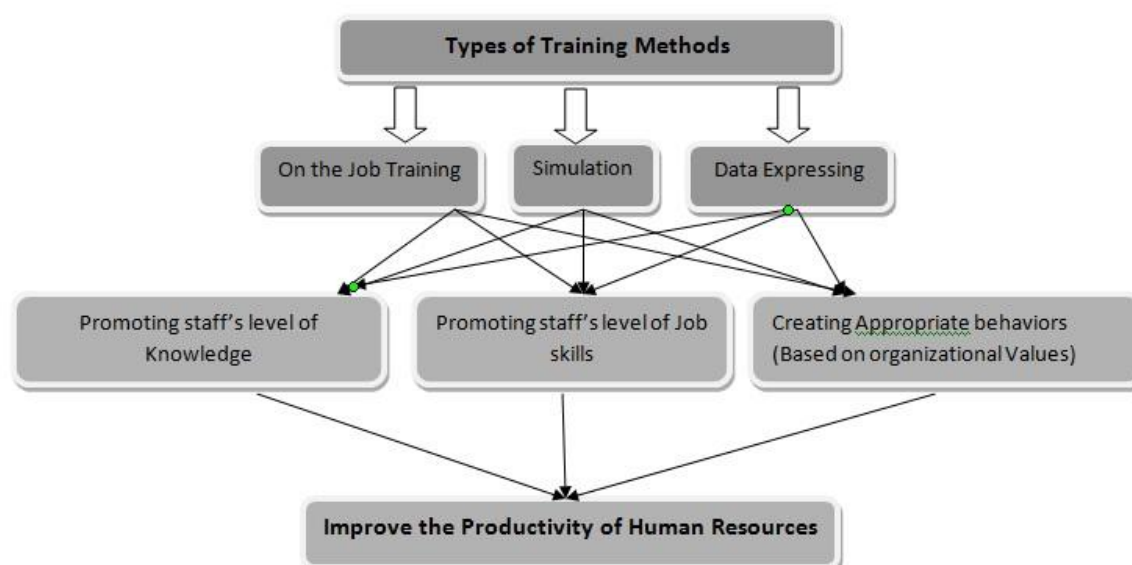 Types of Training Methods
On the Job Training
Simulation
Data Expressing
Promoting staff’s level of
Knowledge
Promoting staff’s level of Job
skills
Creating Appropriate behaviors
(Based on organizational Values)
Improve the Productivity of Human Resources